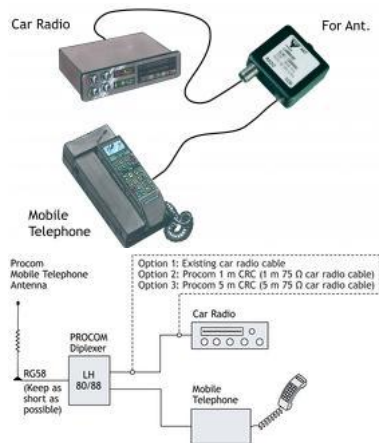 Car Radio
For Ant.
Mobile
Telephone
Procom
Mobile Telephone
Antenna
Option 1: Existing car radio cable
Option 2: Procom 1 m CRC (1 m 75 Ω car radio cable)
Option 3: Procom 5 m CRC (5 m 75 Ω car radio cable)
Car Radio
PROCOM
Diplexer
LH
80/88
RG58
(Keep as
short as
possible)
Mobile
Telephone